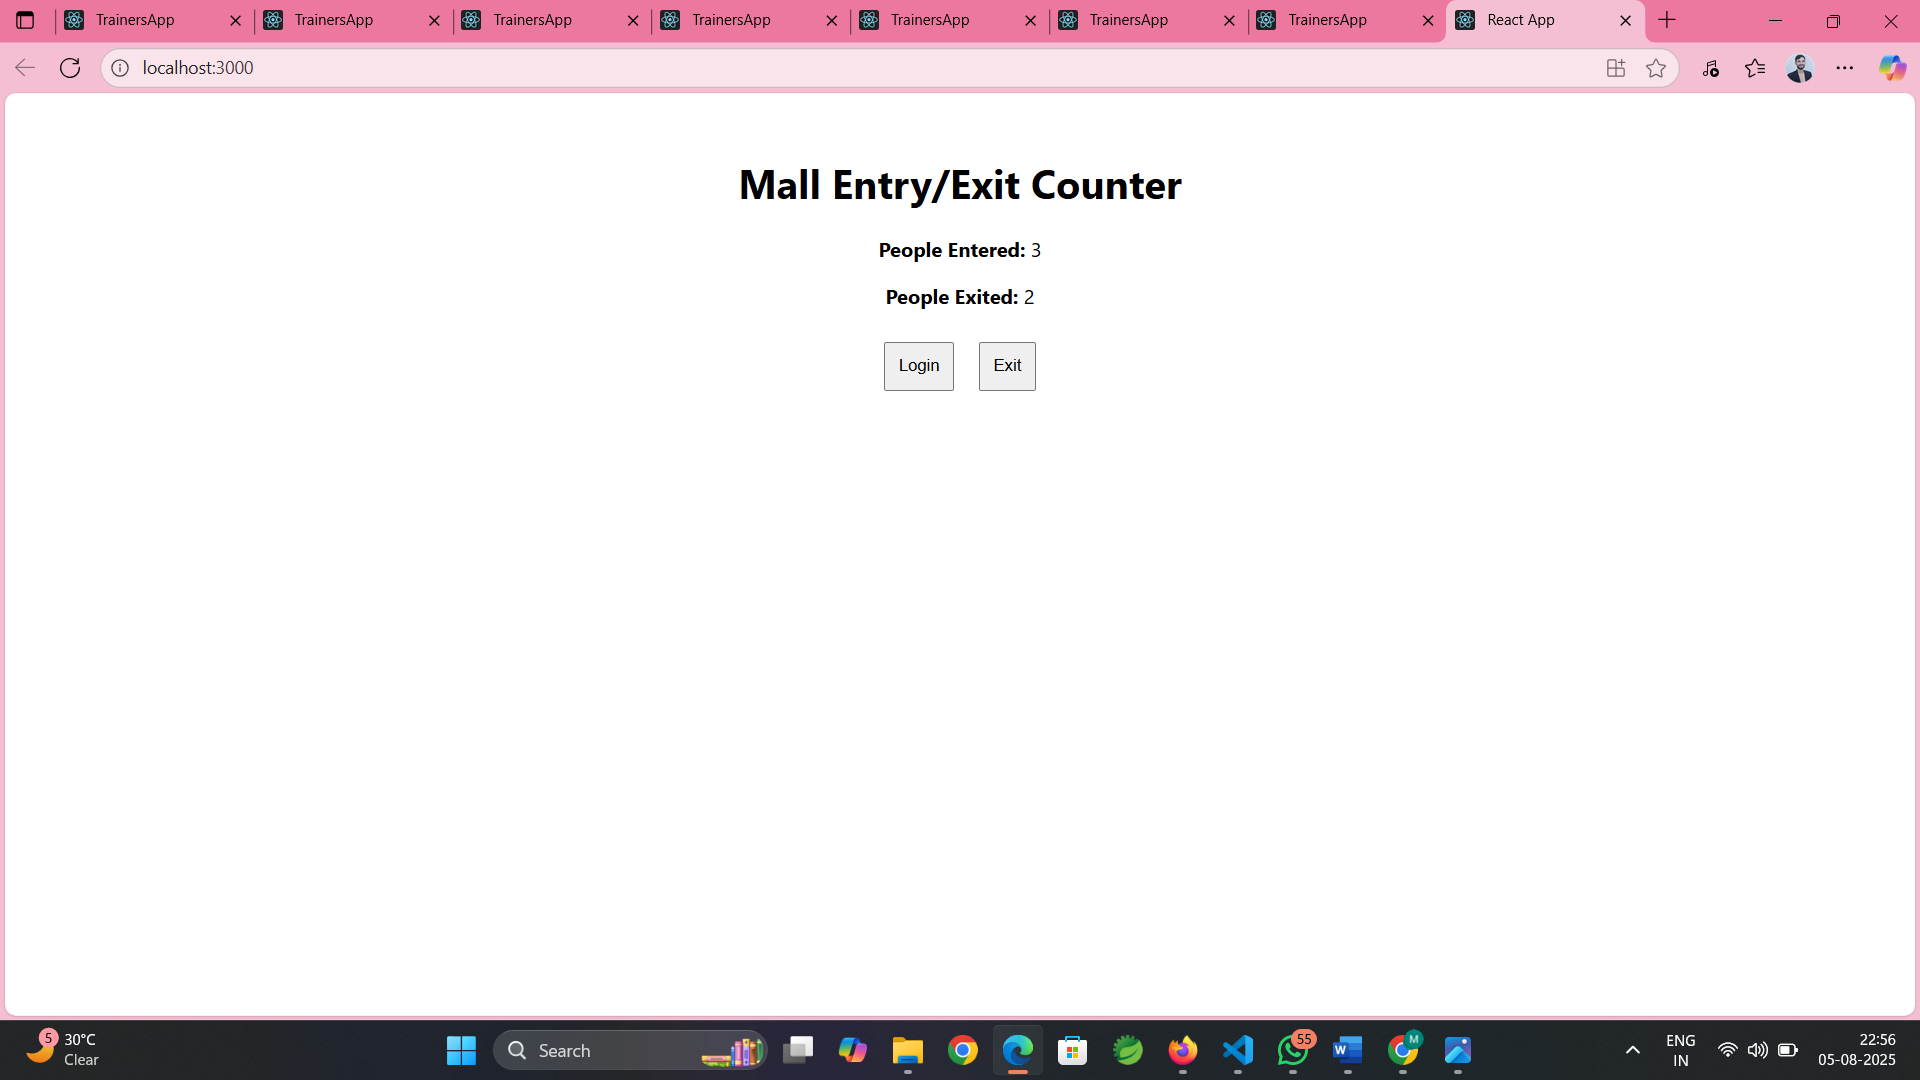 TrainersApp
TrainersApp
TrainersApp
TrainersApp
TrainersApp
TrainersApp
TrainersApp
React App
localhost:3000
Mall Entry/Exit Counter
People Entered: 3
People Exited: 2
Login
Exit
5
30°C
Clear
Search
55
W
M
ENG
IN
22:56
05-08-2025